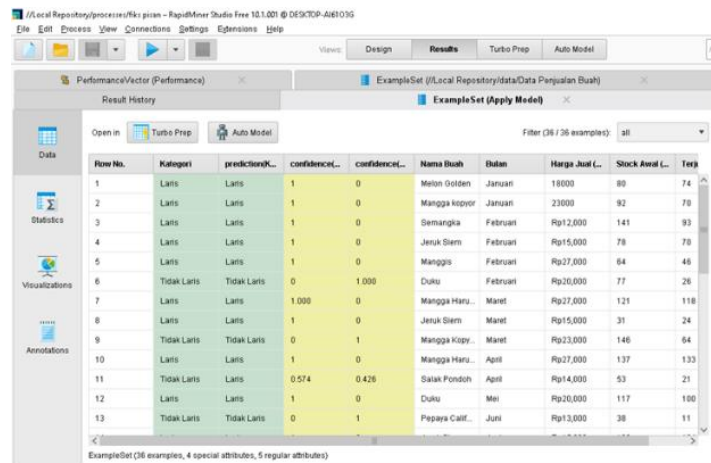 //Local Repository/processes/fiks pisan – RapidMiner Studio Free 10.1.001 @ DESKTOP-AI61O3G
File Edit Process View Connections Settings Extensions Help
Views: Design Results Turbo Prep Auto Model
PerformanceVector (Performance) ExampleSet (//Local Repository/data/Data Penjualan Buah)
Result History ExampleSet (Apply Model)
Data
Statistics
Visualizations
Annotations
Open in Turbo Prep Auto Model Filter (36 / 36 examples): all
Row No. Kategori prediction(K... confidence(... confidence(... Nama Buah Bulan Harga Jual (... Stock Awal (... Terju
1 Laris Laris 1 0 Melon Golden Januari 18000 80 74
2 Laris Laris 1 0 Mangga kopyor Januari 23000 92 70
3 Laris Laris 1 0 Semangka Februari Rp12,000 141 93
4 Laris Laris 1 0 Jeruk Siem Februari Rp15,000 78 70
5 Laris Laris 1 0 Manggis Februari Rp27,000 64 46
6 Tidak Laris Tidak Laris 0 1.000 Duku Februari Rp20,000 77 26
7 Laris Laris 1.000 0 Mangga Haru... Maret Rp27,000 121 118
8 Laris Laris 1 0 Jeruk Siem Maret Rp15,000 31 24
9 Tidak Laris Tidak Laris 0 1 Mangga Kopy... Maret Rp23,000 146 64
10 Laris Laris 1 0 Mangga Haru... April Rp27,000 137 133
11 Tidak Laris Laris 0.574 0.426 Salak Pondoh April Rp14,000 53 21
12 Laris Laris 1 0 Duku Mei Rp20,000 117 100
13 Tidak Laris Tidak Laris 0 1 Pepaya Calif... Juni Rp13,000 38 11
ExampleSet (36 examples, 4 special attributes, 5 regular attributes)